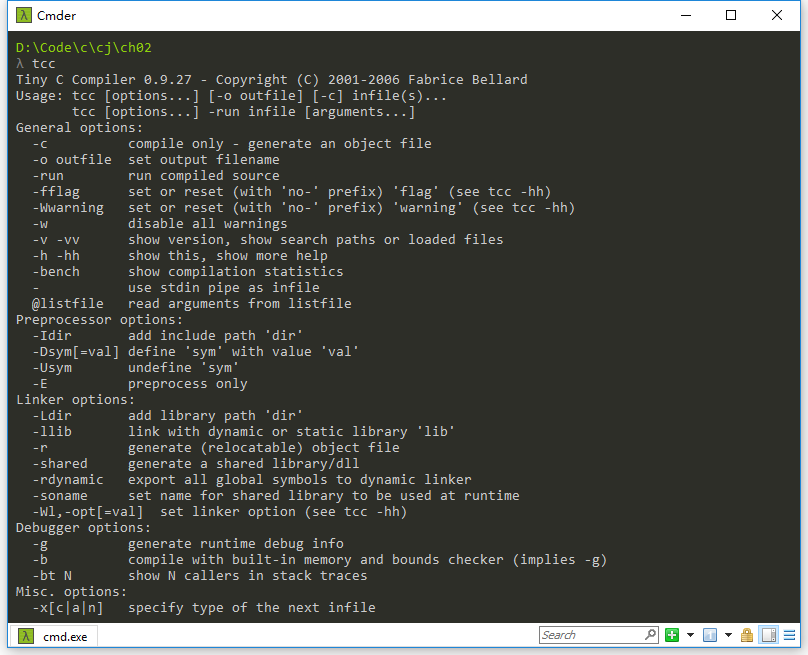 Cmder
D:\Code\c\cj\ch02
λ tcc
Tiny C Compiler 0.9.27 - Copyright (C) 2001-2006 Fabrice Bellard
Usage: tcc [options...] [-o outfile] [-c] infile(s)...
       tcc [options...] -run infile [arguments...]
General options:
  -c          compile only - generate an object file
  -o outfile  set output filename
  -run        run compiled source
  -fflag      set or reset (with 'no-' prefix) 'flag' (see tcc -hh)
  -Wwarning   set or reset (with 'no-' prefix) 'warning' (see tcc -hh)
  -w          disable all warnings
  -v -vv      show version, show search paths or loaded files
  -h -hh      show this, show more help
  -bench      show compilation statistics
  -           use stdin pipe as infile
  @listfile   read arguments from listfile
Preprocessor options:
  -Idir       add include path 'dir'
  -Dsym[=val] define 'sym' with value 'val'
  -Usym       undefine 'sym'
  -E          preprocess only
Linker options:
  -Ldir       add library path 'dir'
  -llib       link with dynamic or static library 'lib'
  -r          generate (relocatable) object file
  -shared     generate a shared library/dll
  -rdynamic   export all global symbols to dynamic linker
  -soname     set name for shared library to be used at runtime
  -Wl,-opt[=val]  set linker option (see tcc -hh)
Debugger options:
  -g          generate runtime debug info
  -b          compile with built-in memory and bounds checker (implies -g)
  -bt N       show N callers in stack traces
Misc. options:
  -x[c|a|n]   specify type of the next infile
λ cmd.exe
Search